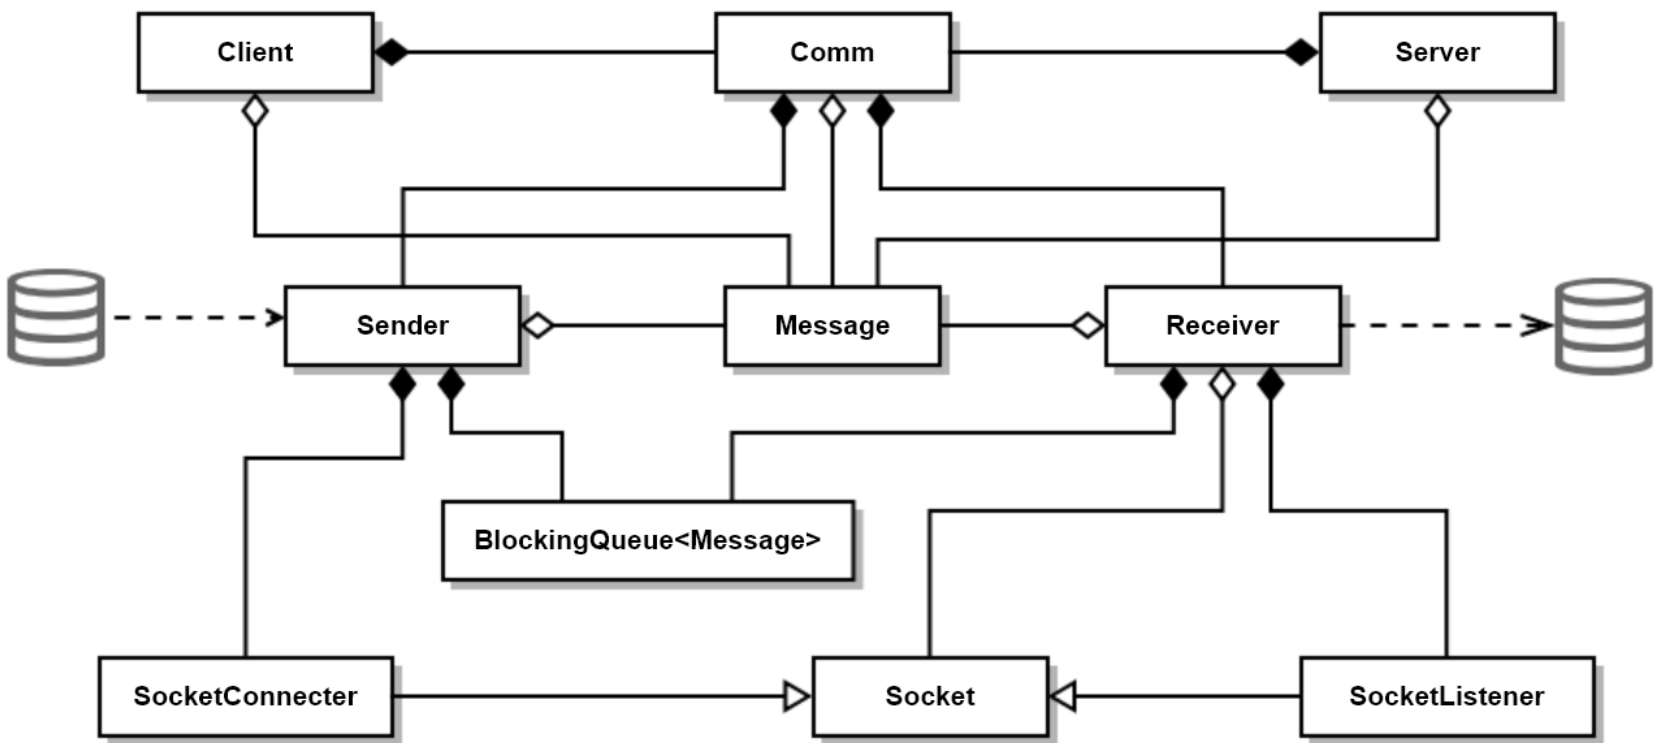 Client
Comm
Server
Sender
Message
Receiver
BlockingQueue<Message>
SocketConnecter
Socket
SocketListener